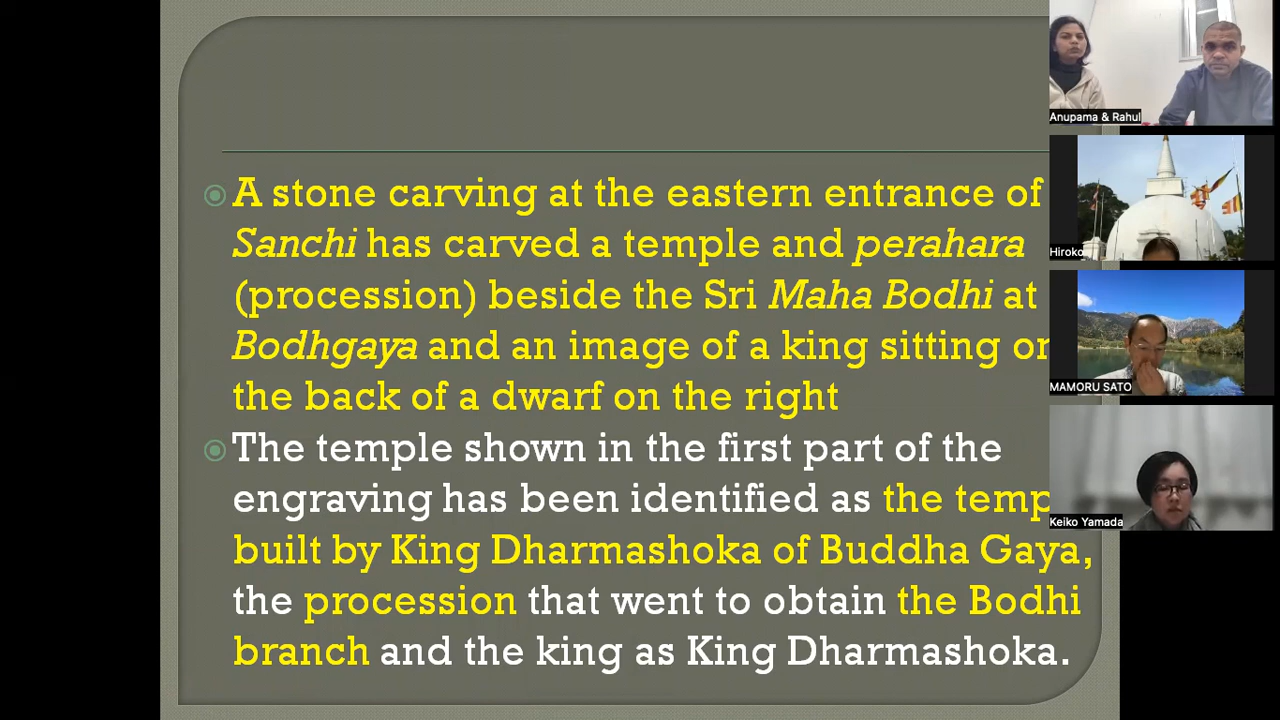 A stone carving at the eastern entrance of
Sanchi has carved a temple and perahara
(procession) beside the Sri Maha Bodhi at
Bodhgaya and an image of a king sitting on
the back of a dwarf on the right
The temple shown in the first part of the
engraving has been identified as the temp
built by King Dharmashoka of Buddha Gaya,
the procession that went to obtain the Bodhi
branch and the king as King Dharmashoka.
Anupama & Rahul
Hiroko
MAMORU SATO
Keiko Yamada